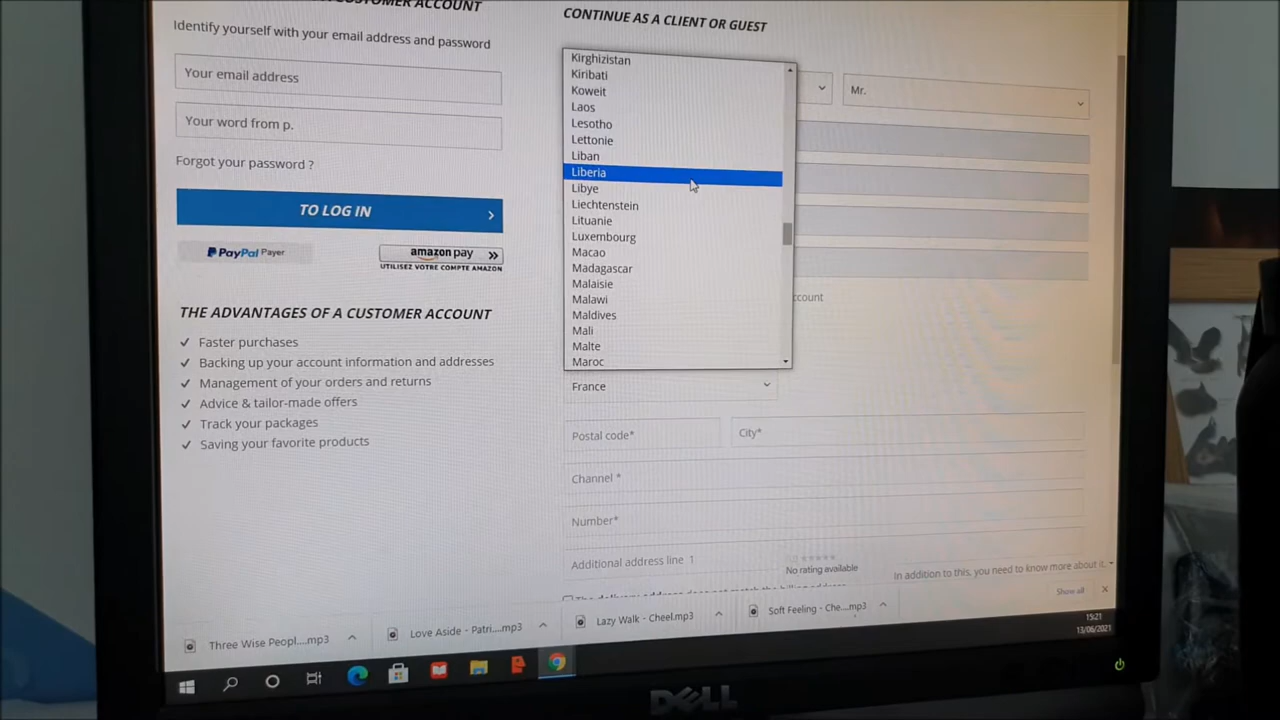 CUSTOMER ACCOUNT
Identify yourself with your email address and password
Your email address
Your word from p.
Forgot your password ?
TO LOG IN
PayPal Payer
amazon pay
UTILISEZ VOTRE COMPTE AMAZON
THE ADVANTAGES OF A CUSTOMER ACCOUNT
Faster purchases
Backing up your account information and addresses
Management of your orders and returns
Advice & tailor-made offers
Track your packages
Saving your favorite products
CONTINUE AS A CLIENT OR GUEST
Mr.
Kirghizistan
Kiribati
Koweit
Laos
Lesotho
Lettonie
Liban
Liberia
Libye
Liechtenstein
Lituanie
Luxembourg
Macao
Madagascar
Malaisie
Malawi
Maldives
Mali
Malte
Maroc
ccount
France
Postal code*
City*
Channel *
Number*
Additional address line 1
No rating available
In addition to this, you need to know more about it.
Show all
Three Wise Peopl....mp3
Love Aside - Patri....mp3
Lazy Walk - Cheel.mp3
Soft Feeling - Che....mp3
15:21
13/06/2021
DELL